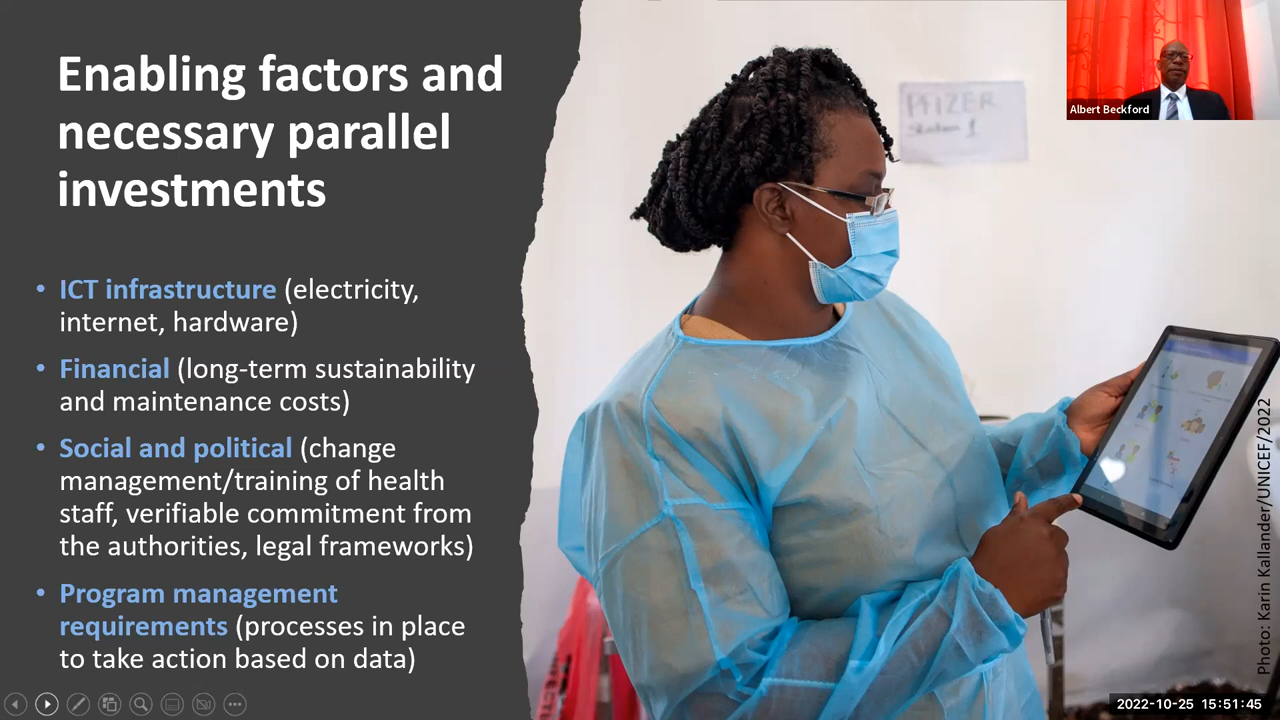 Enabling factors and
necessary parallel
investments
• ICT infrastructure (electricity,
internet, hardware)
• Financial (long-term sustainability
and maintenance costs)
• Social and political (change
management/training of health
staff, verifiable commitment from
the authorities, legal frameworks)
• Program management
requirements (processes in place
to take action based on data)
PFIZER
Station 1
Albert Beckford
Photo: Karin Kallander/UNICEF/2022
2022-10-25 15:51:45